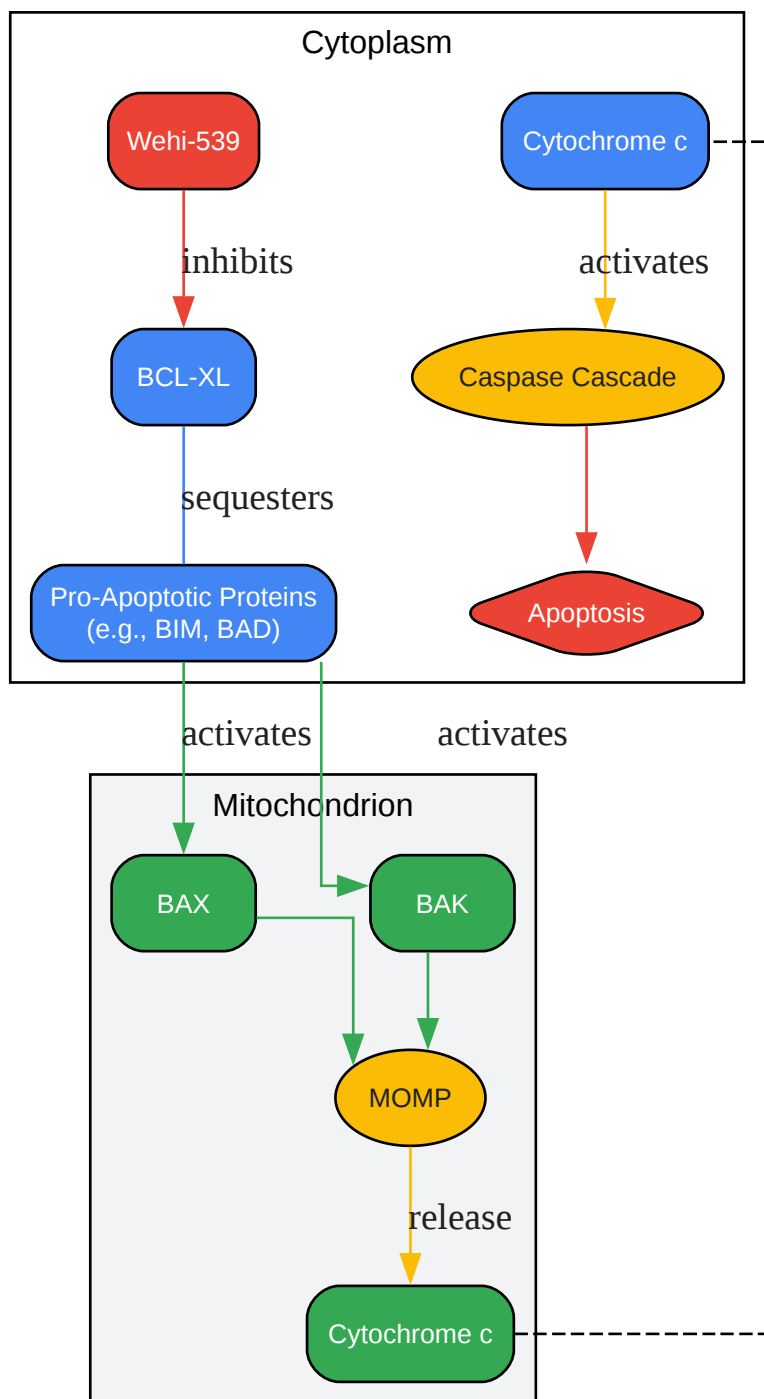 Cytoplasm
Wehi-539
Cytochrome c
inhibits
activates
BCL-XL
Caspase Cascade
sequesters
Pro-Apoptotic Proteins
(e.g., BIM, BAD)
Apoptosis
activates
activates
Mitochondrion
BAX
BAK
MOMP
release
Cytochrome c